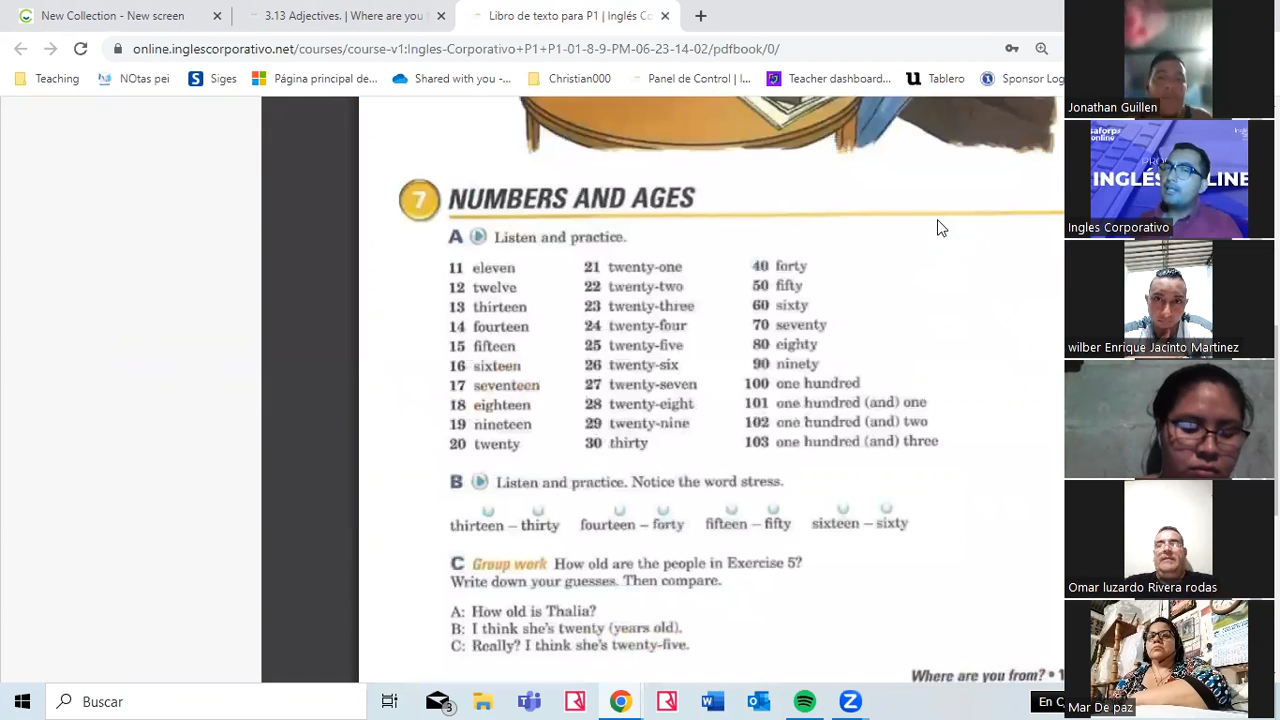 New Collection - New screen
3.13 Adjectives. | Where are you
Libro de texto para P1 | Inglés Co
online.inglescorporativo.net/courses/course-v1:Ingles-Corporativo+P1+P1-01-8-9-PM-06-23-14-02/pdfbook/0/
Teaching
NOtas pei
Siges
Página principal de...
Shared with you -...
Christian000
Panel de Control | I...
Teacher dashboard...
Tablero
Sponsor Log
7 NUMBERS AND AGES
A Listen and practice.
11 eleven 21 twenty-one 40 forty
12 twelve 22 twenty-two 50 fifty
13 thirteen 23 twenty-three 60 sixty
14 fourteen 24 twenty-four 70 seventy
15 fifteen 25 twenty-five 80 eighty
16 sixteen 26 twenty-six 90 ninety
17 seventeen 27 twenty-seven 100 one hundred
18 eighteen 28 twenty-eight 101 one hundred (and) one
19 nineteen 29 twenty-nine 102 one hundred (and) two
20 twenty 30 thirty 103 one hundred (and) three
B Listen and practice. Notice the word stress.
thirteen – thirty fourteen – forty fifteen – fifty sixteen – sixty
C Group work How old are the people in Exercise 5?
Write down your guesses. Then compare.
A: How old is Thalia?
B: I think she's twenty (years old).
C: Really? I think she's twenty-five.
Where are you from? •
Buscar
3
En
Jonathan Guillen
online
INGLÉS
LINE
Ingles Corporativo
wilber Enrique Jacinto Martinez
Omar luzardo Rivera rodas
Mar De paz